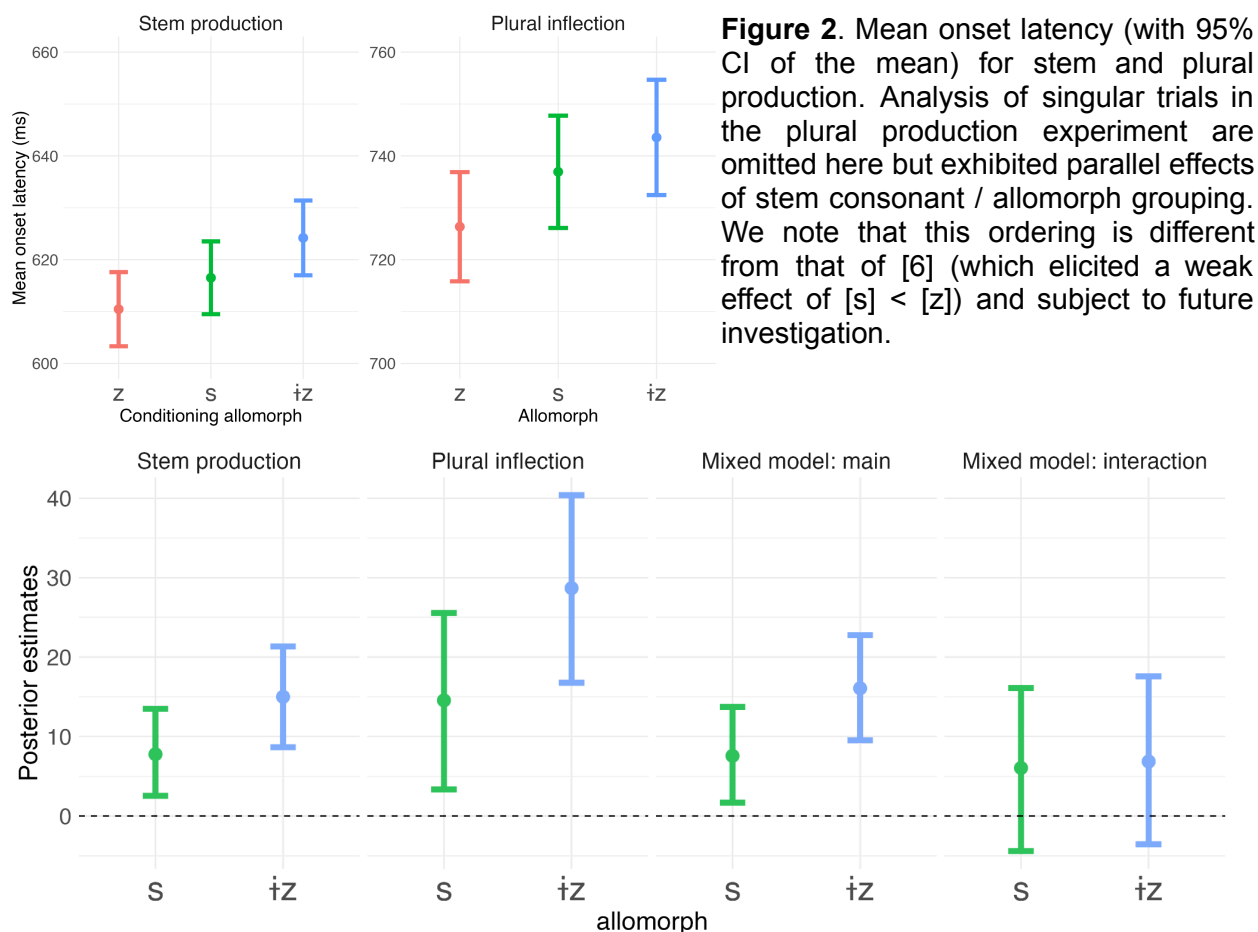 Stem production
Plural inflection
Mean onset latency (ms)
660
640
620
600
z
s
ɨz
Conditioning allomorph
760
740
720
700
z
s
ɨz
Allomorph
Figure 2. Mean onset latency (with 95%
CI of the mean) for stem and plural
production. Analysis of singular trials in
the plural production experiment are
omitted here but exhibited parallel effects
of stem consonant / allomorph grouping.
We note that this ordering is different
from that of [6] (which elicited a weak
effect of [s] < [z]) and subject to future
investigation.
Stem production
Plural inflection
Mixed model: main
Mixed model: interaction
Posterior estimates
40
30
20
10
0
s
ɨz
s
ɨz
s
ɨz
s
ɨz
allomorph